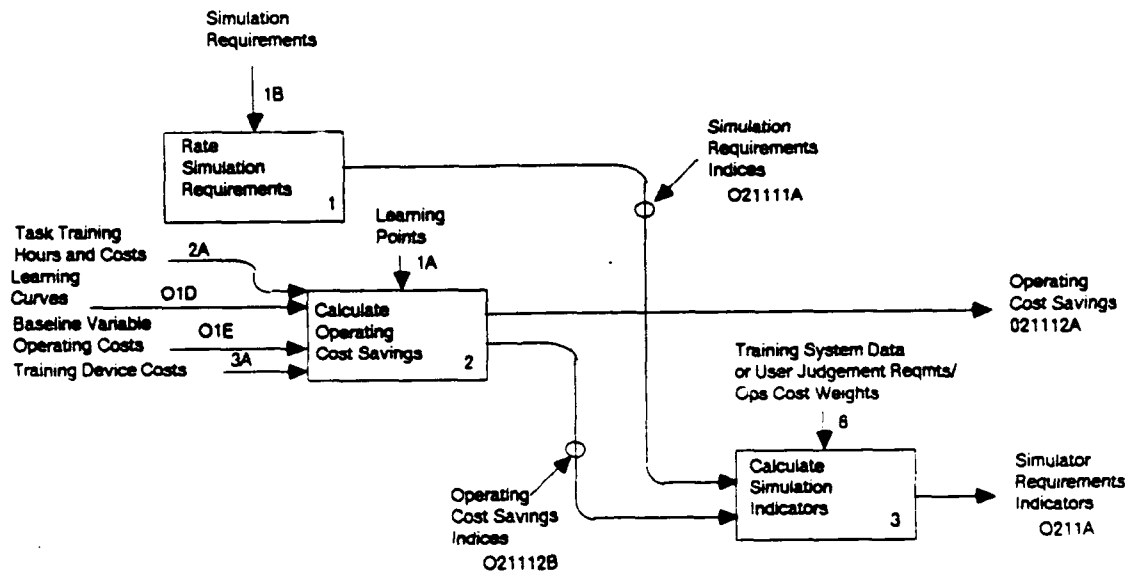 Simulation
Requirements
1B
Rate
Simulation
Requirements
1
Simulation
Requirements
Indices
O21111A
Task Training
Hours and Costs
2A
Learning
Curves
O1D
Baseline Variable
Operating Costs
O1E
Training Device Costs
3A
Learning
Points
1A
Calculate
Operating
Cost Savings
2
Operating
Cost Savings
021112A
Training System Data
or User Judgement Reqmts/
Ops Cost Weights
6
Operating
Cost Savings
Indices
O21112B
Calculate
Simulation
Indicators
3
Simulator
Requirements
Indicators
O211A